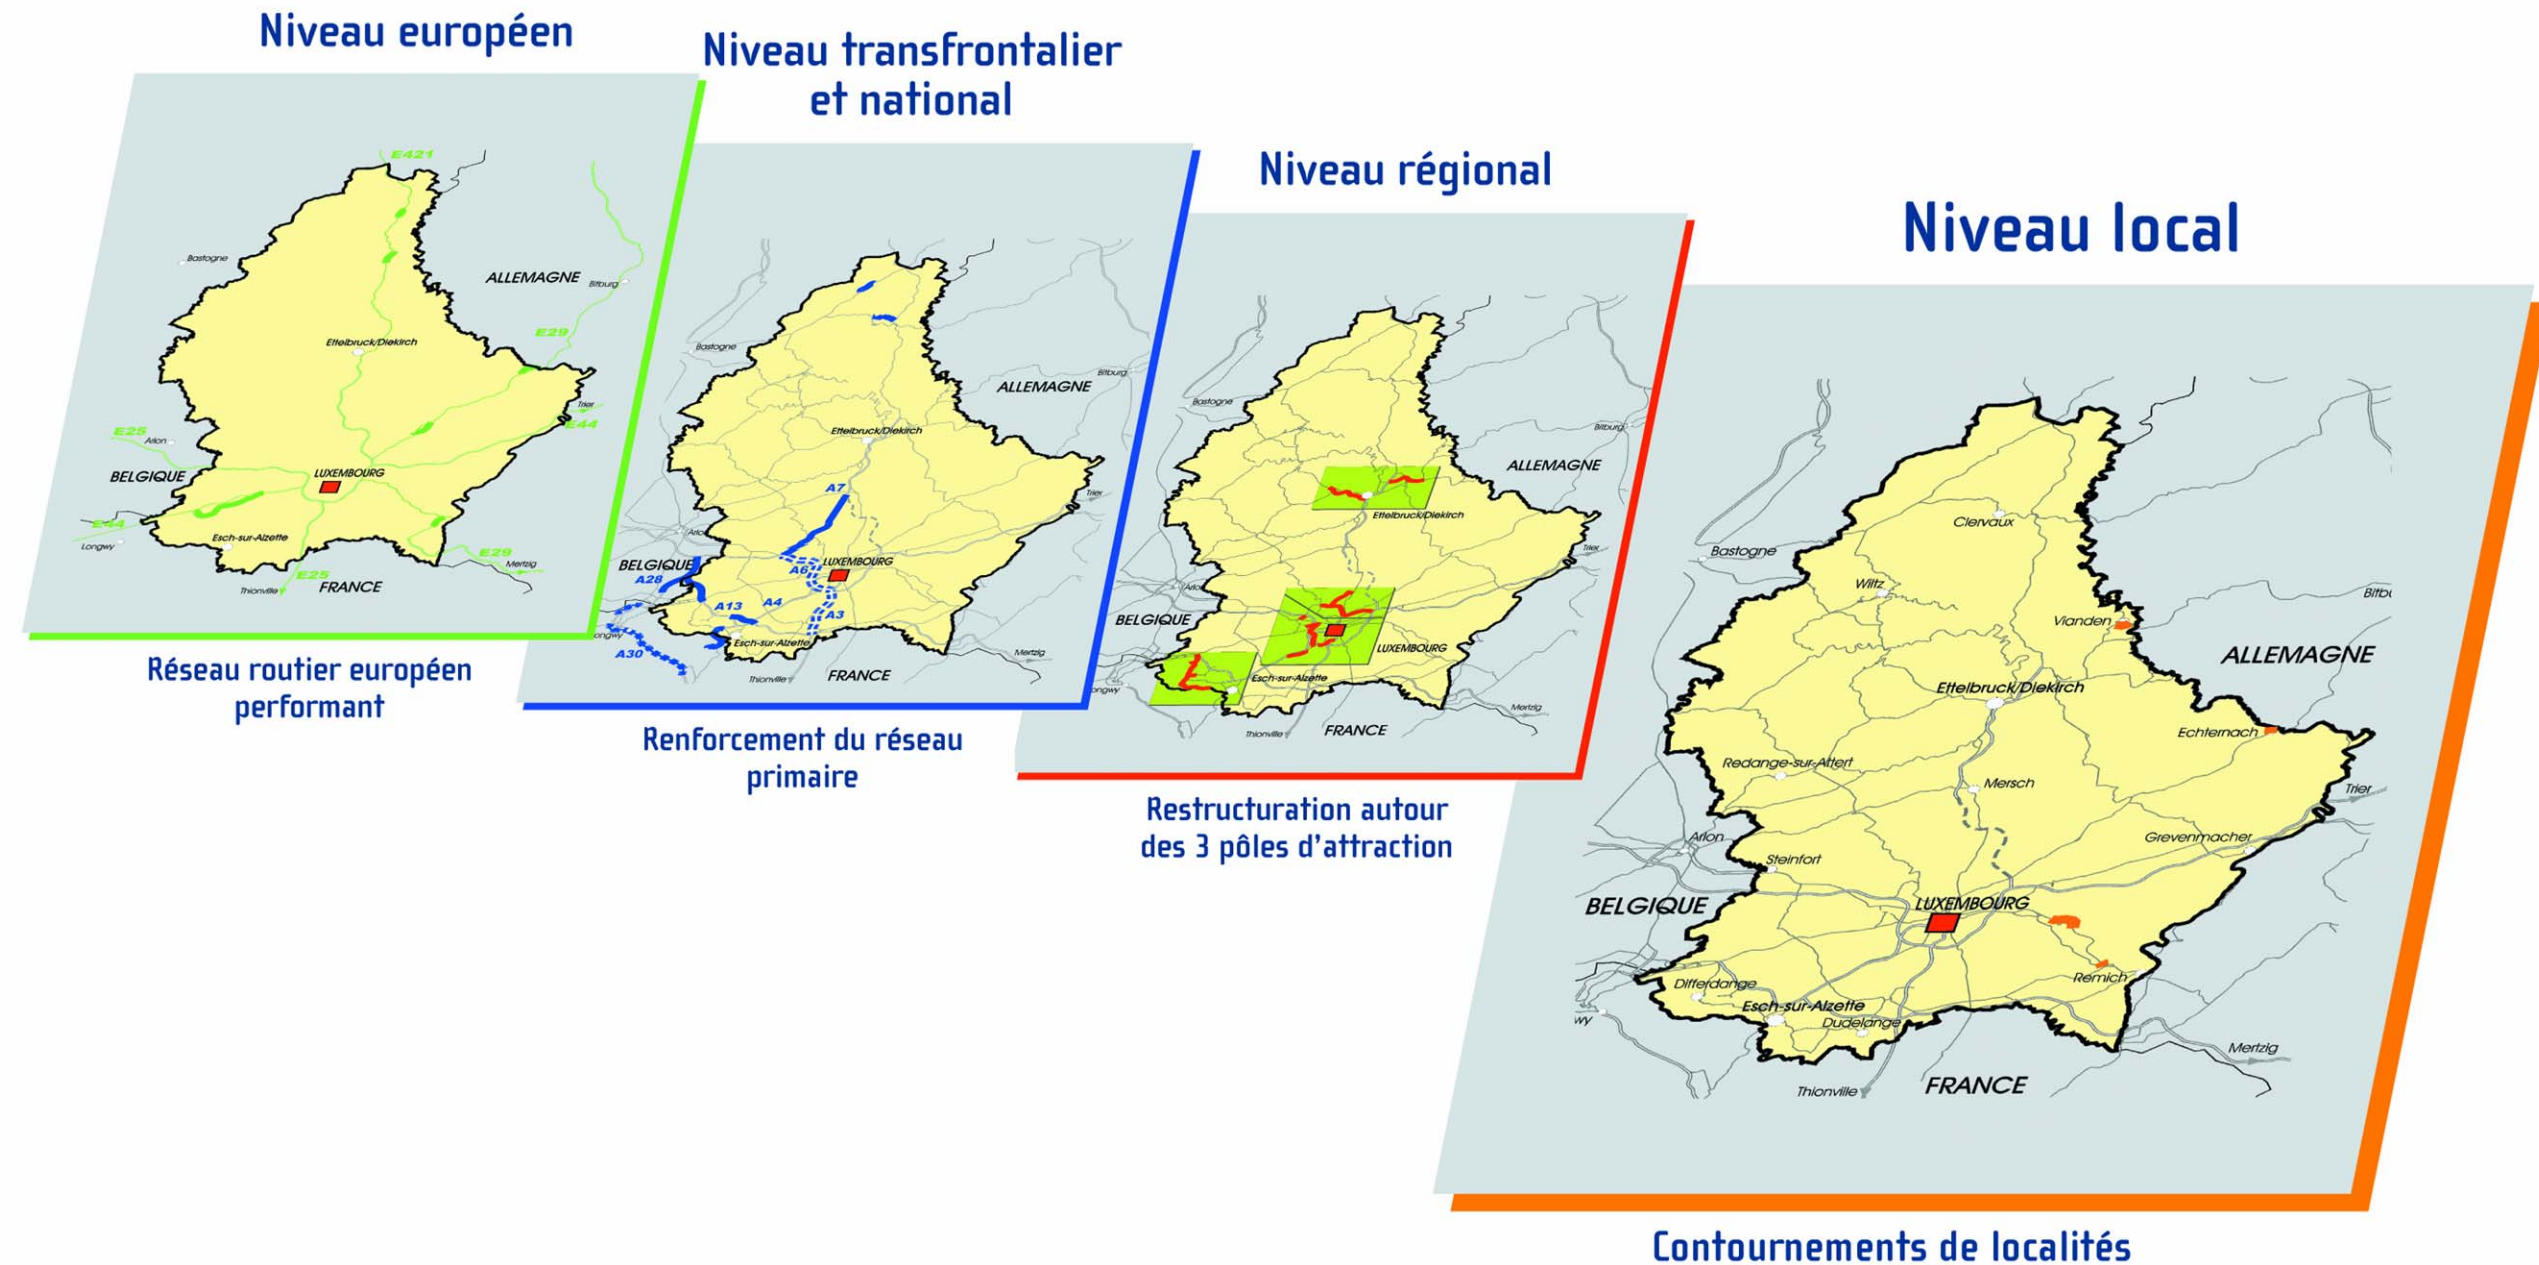 Niveau européen
E421
Bastogne
ALLEMAGNE
Bitburg
E29
Ettelbruck/Diekirch
Trier
E44
E25
Arlon
BELGIQUE
LUXEMBOURG
E44
Longwy
Esch-sur-Alzette
E29
Mertzig
E25
Thionville
FRANCE
Réseau routier européen
performant
Niveau transfrontalier
et national
Bastogne
Bitburg
ALLEMAGNE
Ettelbruck/Diekirch
A7
Trier
BELGIQUE
A28
A6
LUXEMBOURG
A13
A4
A3
Esch-sur-Alzette
A30
Mertzig
Thionville
FRANCE
Renforcement du réseau
primaire
Niveau régional
Bastogne
Bitburg
ALLEMAGNE
Ettelbruck/Diekirch
Trier
BELGIQUE
LUXEMBOURG
Esch-sur-Alzette
ongwy
Mertzig
Thionville
FRANCE
Restructuration autour
des 3 pôles d'attraction
Niveau local
Clervaux
Bastogne
Wiltz
Bitbu
Vianden
ALLEMAGNE
Ettelbruck/Diekirch
Echternach
Redange-sur-Attert
Mersch
Trier
Arlon
Grevenmacher
Steinfort
BELGIQUE
LUXEMBOURG
Remich
Differdange
Esch-sur-Alzette
Dudelange
wy
Mertzig
Thionville
FRANCE
Contournements de localités